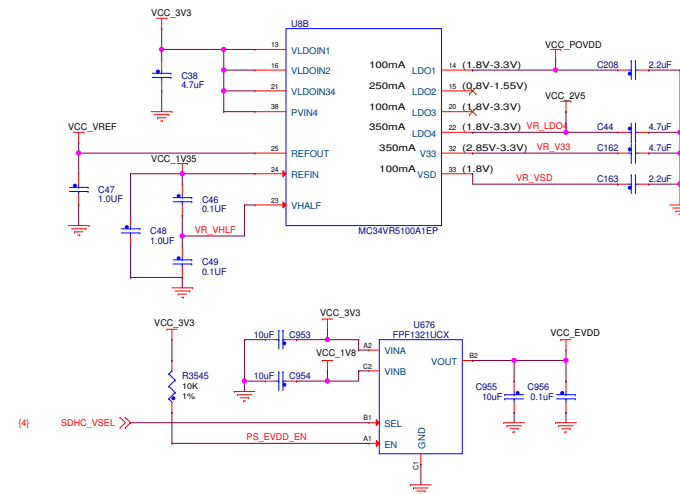 VCC_3V3
U8B
13 VLDOIN1
16 VLDOIN2
21 VLDOIN34
38 PVIN4
25 REFOUT
24 REFIN
23 VHALF
100mA LDO1 14 (1.8V-3.3V)
250mA LDO2 15 (0.8V-1.55V)
100mA LDO3 20 (1.8V-3.3V)
350mA LDO4 22 (1.8V-3.3V) VR_LDO4
350mA V33 32 (2.85V-3.3V) VR_V33
100mA VSD 33 (1.8V)
VR_VSD
MC34VR5100A1EP
VCC_POVDD
VCC_2V5
C208 2.2uF
C44 4.7uF
C162 4.7uF
C163 2.2uF
C38
4.7uF
VCC_VREF
VCC_1V35
C47
1.0UF
C46
0.1UF
C48
1.0UF
VR_VHLF
C49
0.1UF
VCC_3V3
R3545
10K
1%
{4} SDHC_VSEL
PS_EVDD_EN
VCC_3V3
10uF C953
VCC_1V8
10uF C954
U676
FPF1321UCX
A2 VINA
C2 VINB
B1 SEL
A1 EN
VOUT B2
GND
C1
VCC_EVDD
C955
10uF
C956
0.1uF